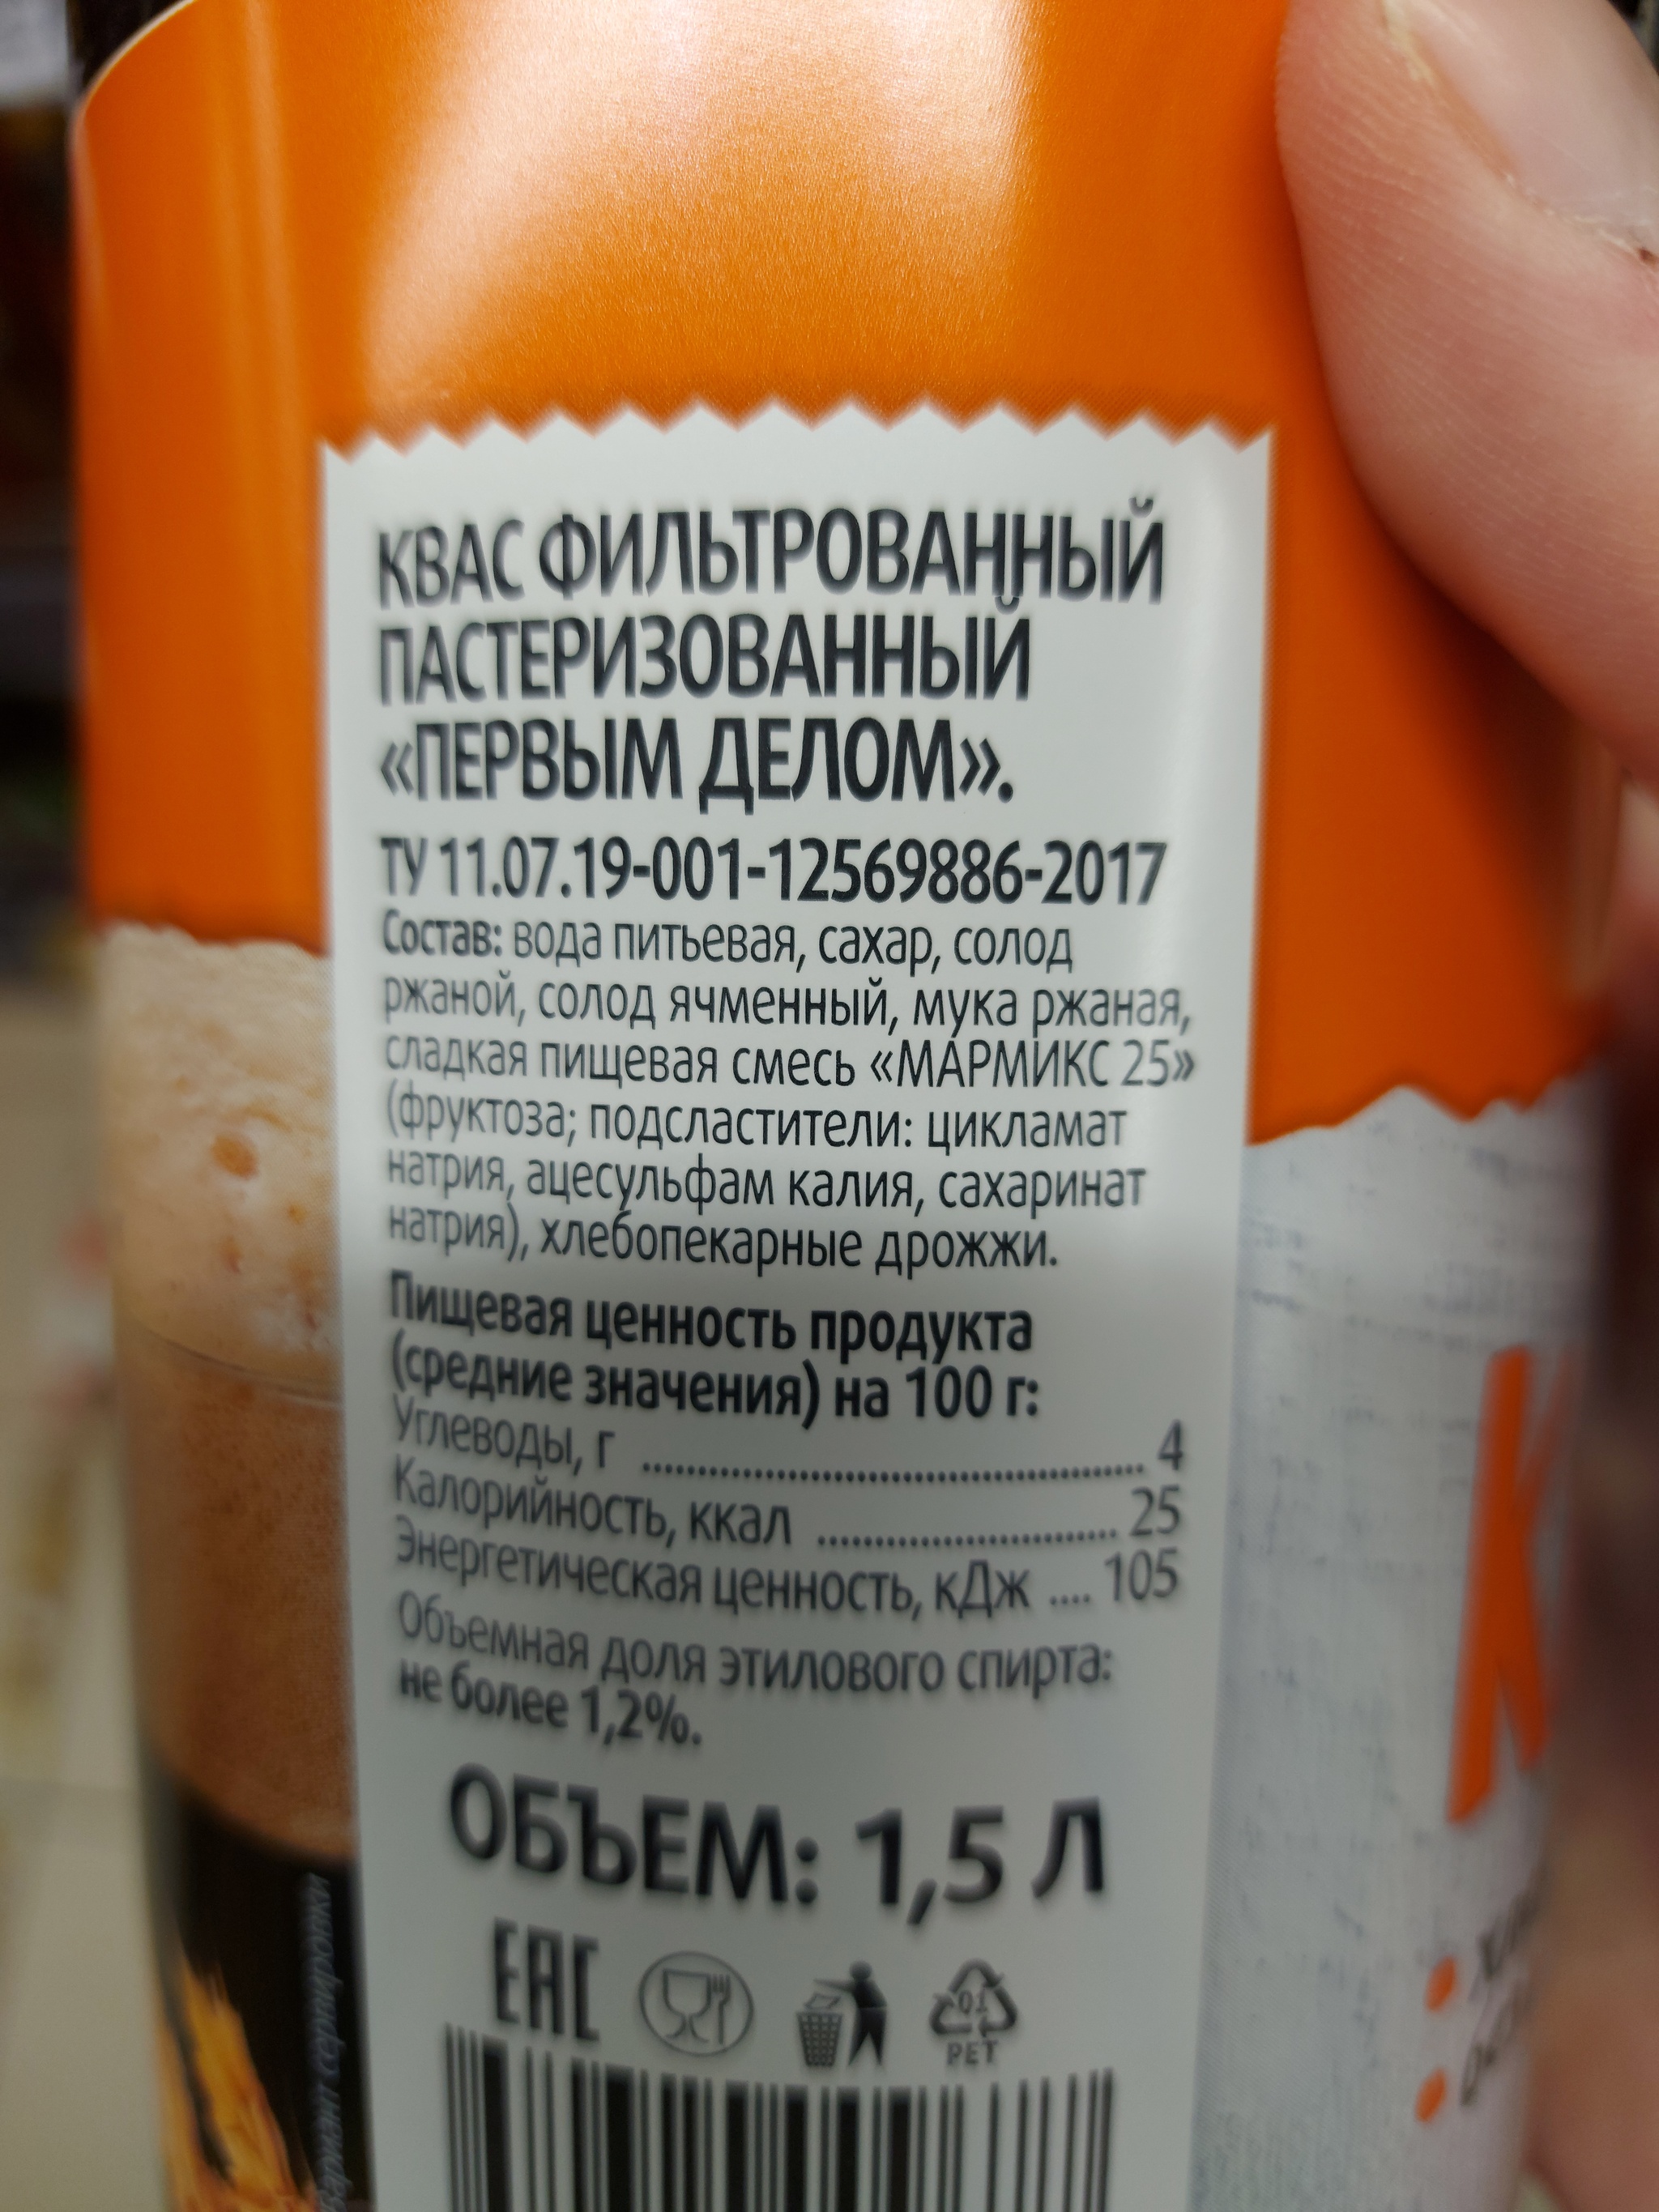 КВАС ФИЛЬТРОВАННЫЙ
ПАСТЕРИЗОВАННЫЙ
«ПЕРВЫМ ДЕЛОМ».
ТУ 11.07.19-001-12569886-2017
Состав: вода питьевая, сахар, солод
ржаной, солод ячменный, мука ржаная,
сладкая пищевая смесь «МАРМИКС 25»
(фруктоза; подсластители: цикламат
натрия, ацесульфам калия, сахаринат
натрия), хлебопекарные дрожжи.
Пищевая ценность продукта
(средние значения) на 100 г:
Углеводы, г ........................................................ 4
Калорийность, ккал ................................. 25
Энергетическая ценность, кДж .... 105
Объемная доля этилового спирта:
не более 1,2%.
ОБЪЕМ: 1,5 Л
EAC
01
PET
вариант сервировки